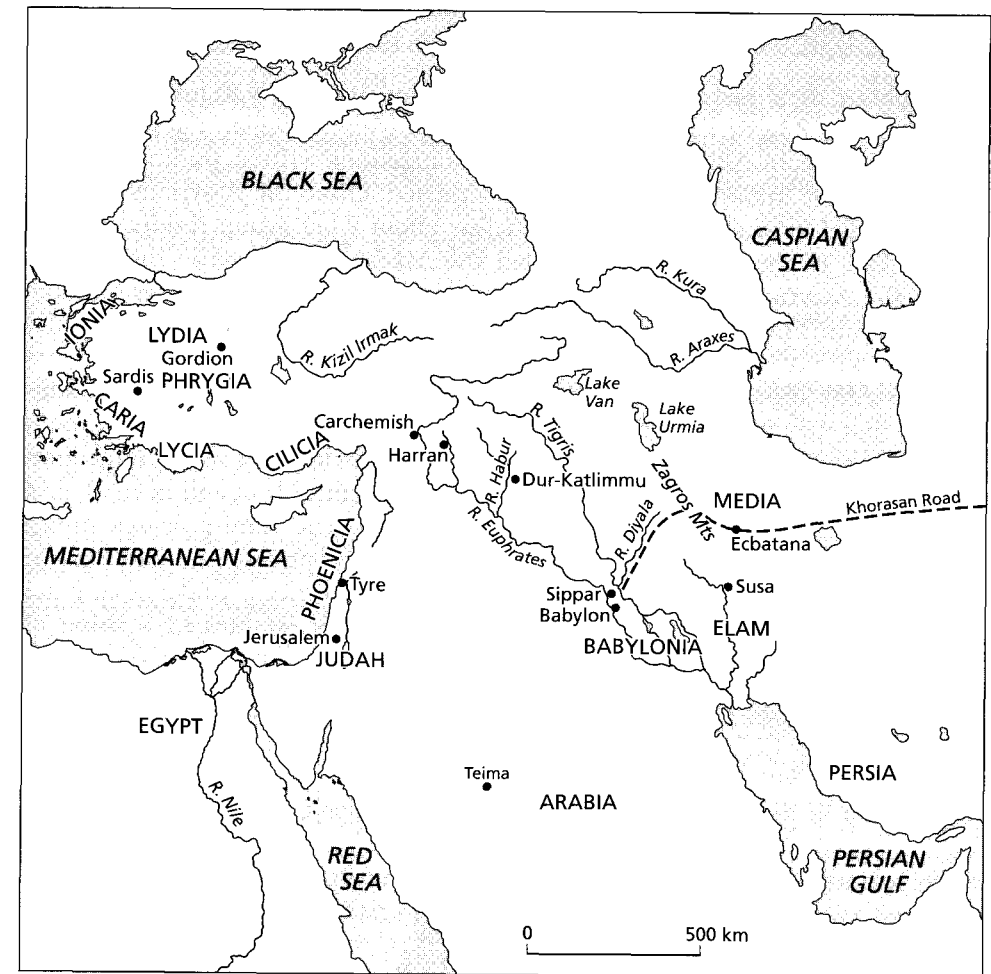 BLACK SEA
CASPIAN
SEA
R. Kura
R. Araxes
IONIA
LYDIA
Gordion
R. Kizil Irmak
Sardis
PHRYGIA
CARIA
LYCIA
CILICIA
Carchemish
Harran
R. Habur
R. Tigris
Lake
Van
Lake
Urmia
Dur-Katlimmu
Zagros Mts
MEDIA
Khorasan Road
Ecbatana
R. Euphrates
R. Diyala
MEDITERRANEAN SEA
PHOENICIA
Tyre
Sippar
Babylon
Susa
ELAM
BABYLONIA
Jerusalem
JUDAH
EGYPT
R. Nile
Teima
ARABIA
PERSIA
RED
SEA
PERSIAN
GULF
0 500 km